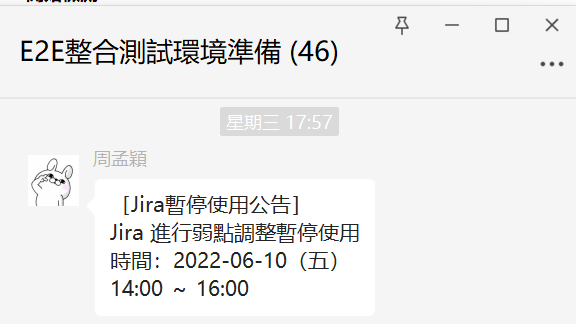 E2E整合測試環境準備 (46)
星期三 17:57
周孟穎
［Jira暫停使用公告］
Jira 進行弱點調整暫停使用
時間：2022-06-10（五）
14:00 ~ 16:00